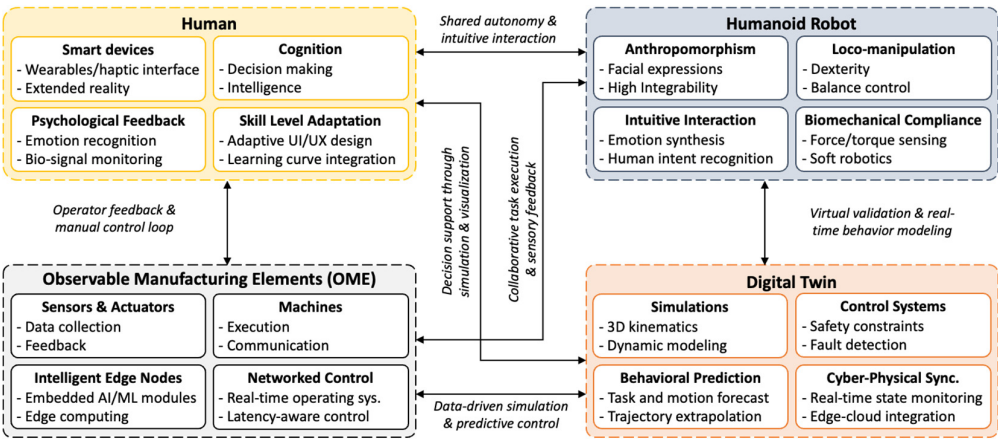 Human
Smart devices
- Wearables/haptic interface
- Extended reality
Cognition
- Decision making
- Intelligence
Psychological Feedback
- Emotion recognition
- Bio-signal monitoring
Skill Level Adaptation
- Adaptive UI/UX design
- Learning curve integration
Shared autonomy &
intuitive interaction
Humanoid Robot
Anthropomorphism
- Facial expressions
- High Integrability
Loco-manipulation
- Dexterity
- Balance control
Intuitive Interaction
- Emotion synthesis
- Human intent recognition
Biomechanical Compliance
- Force/torque sensing
- Soft robotics
Operator feedback &
manual control loop
Decision support through
simulation & visualization
Collaborative task execution
& sensory feedback
Virtual validation & real-
time behavior modeling
Observable Manufacturing Elements (OME)
Sensors & Actuators
- Data collection
- Feedback
Machines
- Execution
- Communication
Intelligent Edge Nodes
- Embedded AI/ML modules
- Edge computing
Networked Control
- Real-time operating sys.
- Latency-aware control
Data-driven simulation
& predictive control
Digital Twin
Simulations
- 3D kinematics
- Dynamic modeling
Control Systems
- Safety constraints
- Fault detection
Behavioral Prediction
- Task and motion forecast
- Trajectory extrapolation
Cyber-Physical Sync.
- Real-time state monitoring
- Edge-cloud integration